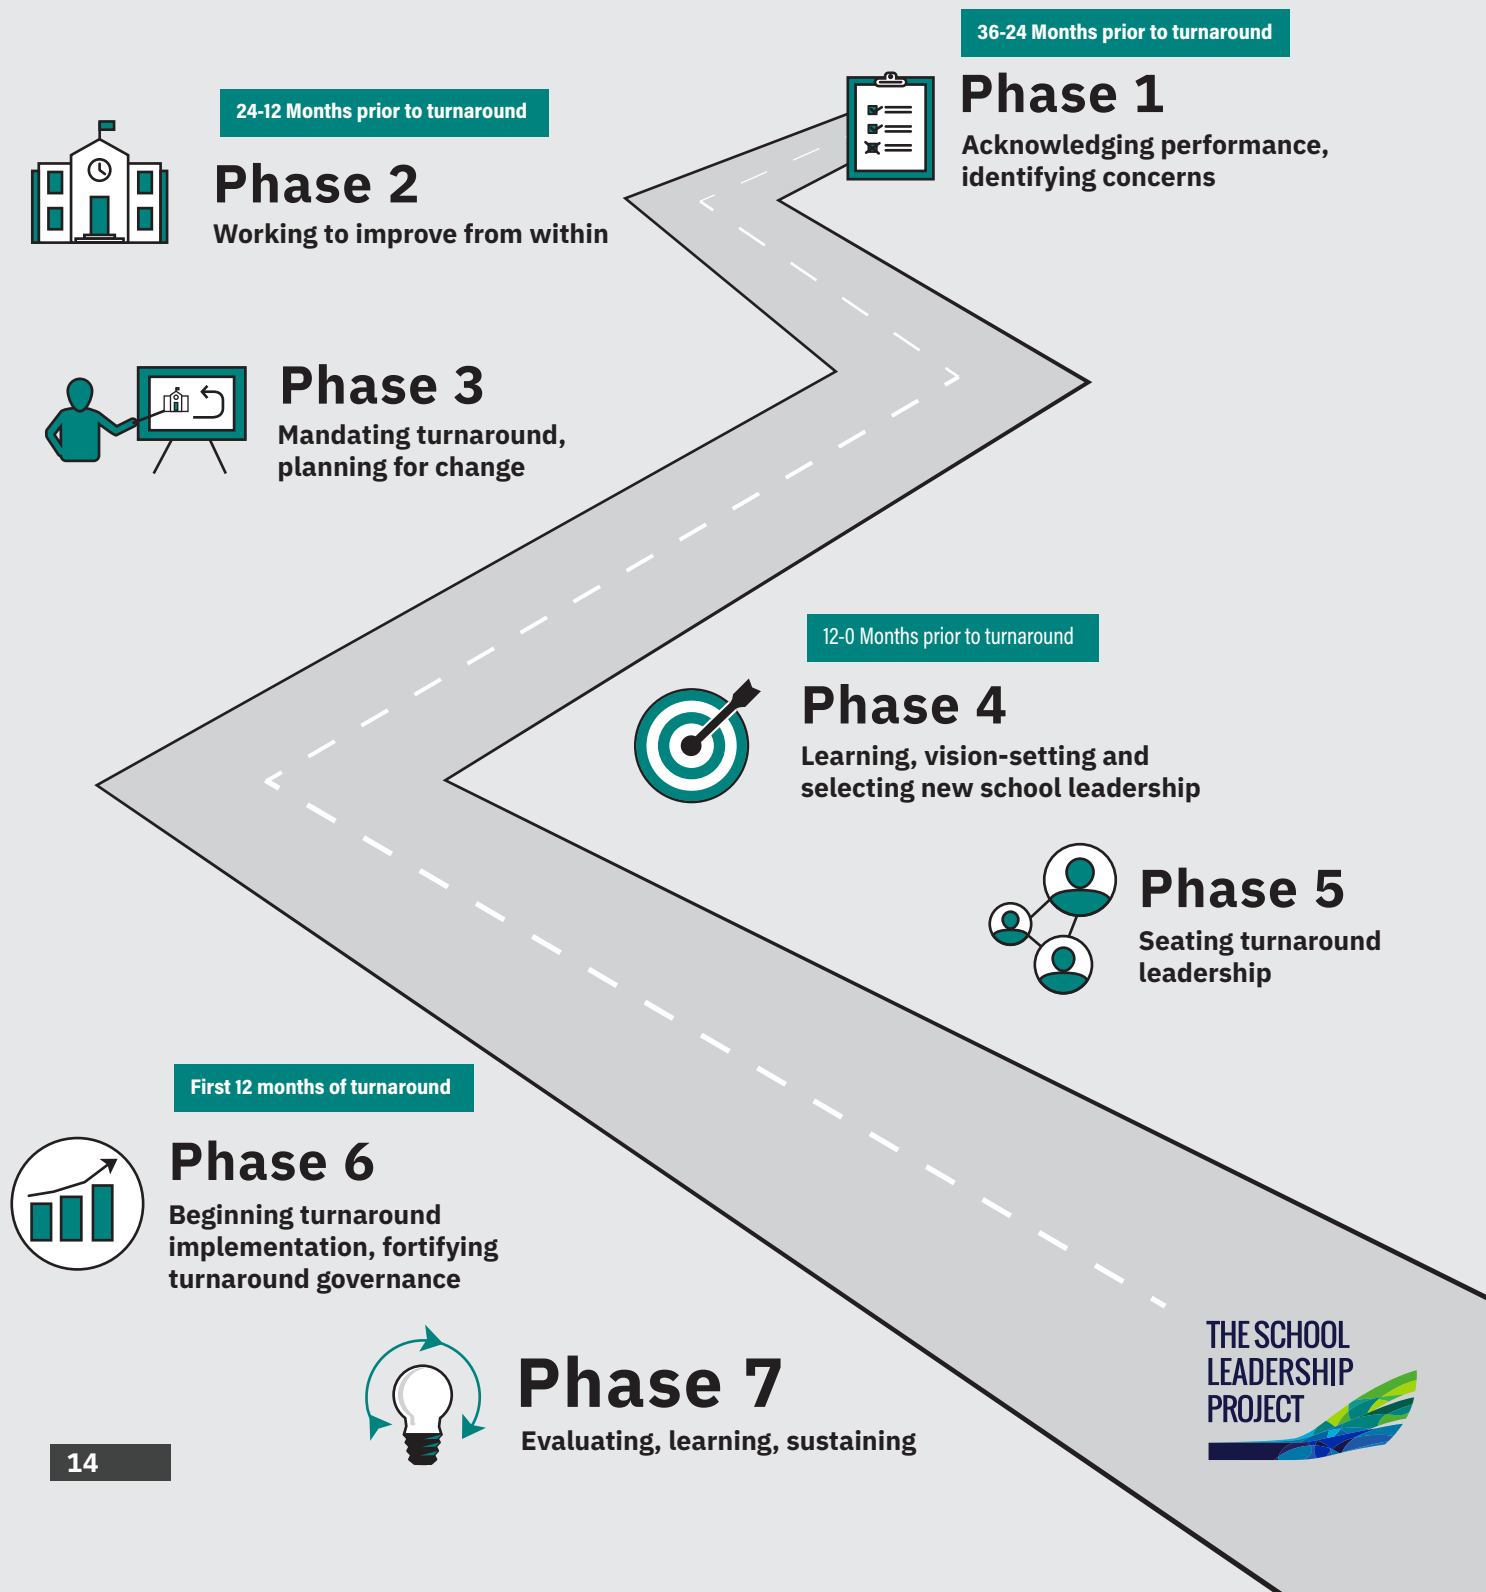 36-24 Months prior to turnaround
Phase 1
Acknowledging performance,
identifying concerns
24-12 Months prior to turnaround
Phase 2
Working to improve from within
Phase 3
Mandating turnaround,
planning for change
12-0 Months prior to turnaround
Phase 4
Learning, vision-setting and
selecting new school leadership
Phase 5
Seating turnaround
leadership
First 12 months of turnaround
Phase 6
Beginning turnaround
implementation, fortifying
turnaround governance
Phase 7
Evaluating, learning, sustaining
THE SCHOOL
LEADERSHIP
PROJECT
14